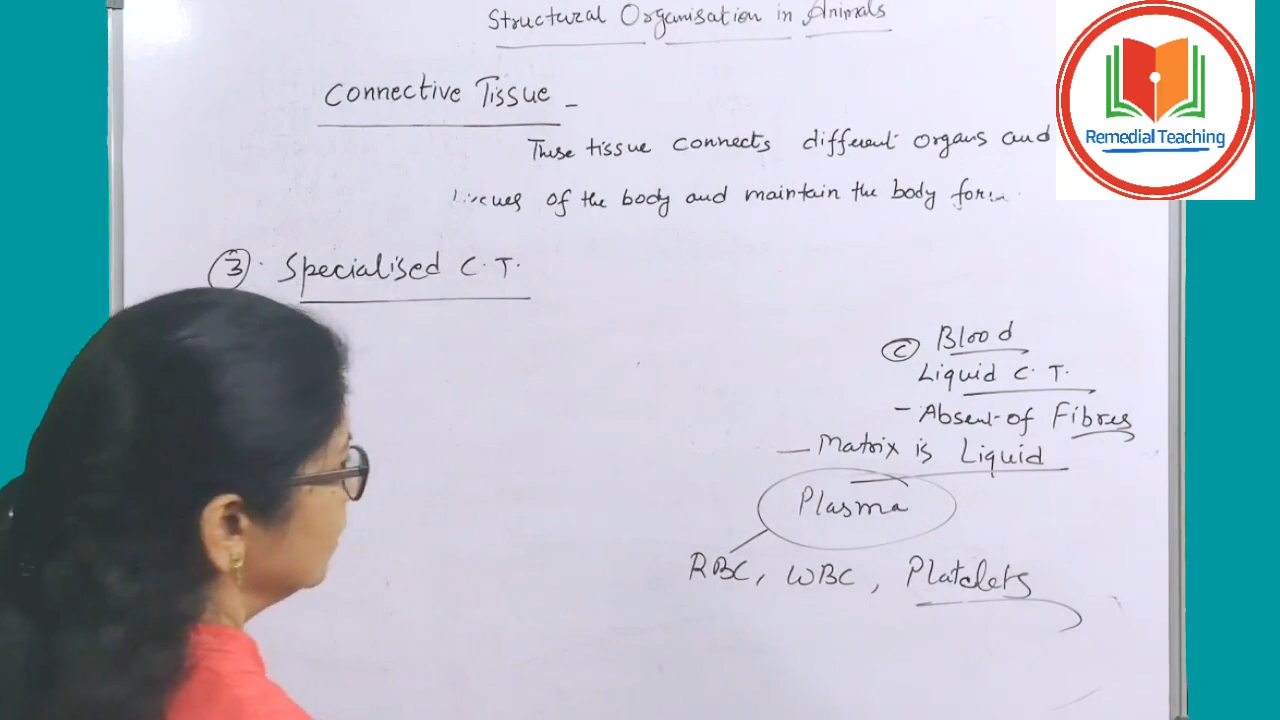 Structural Organisation in Animals
Connective Tissue -
These tissue connects different organs and
of the body and maintain the body form
3. Specialised C.T.
C Blood
Liquid C.T.
- Absent of Fibres
- Matrix is Liquid
Plasma
RBC, WBC, Platelets
Remedial Teaching